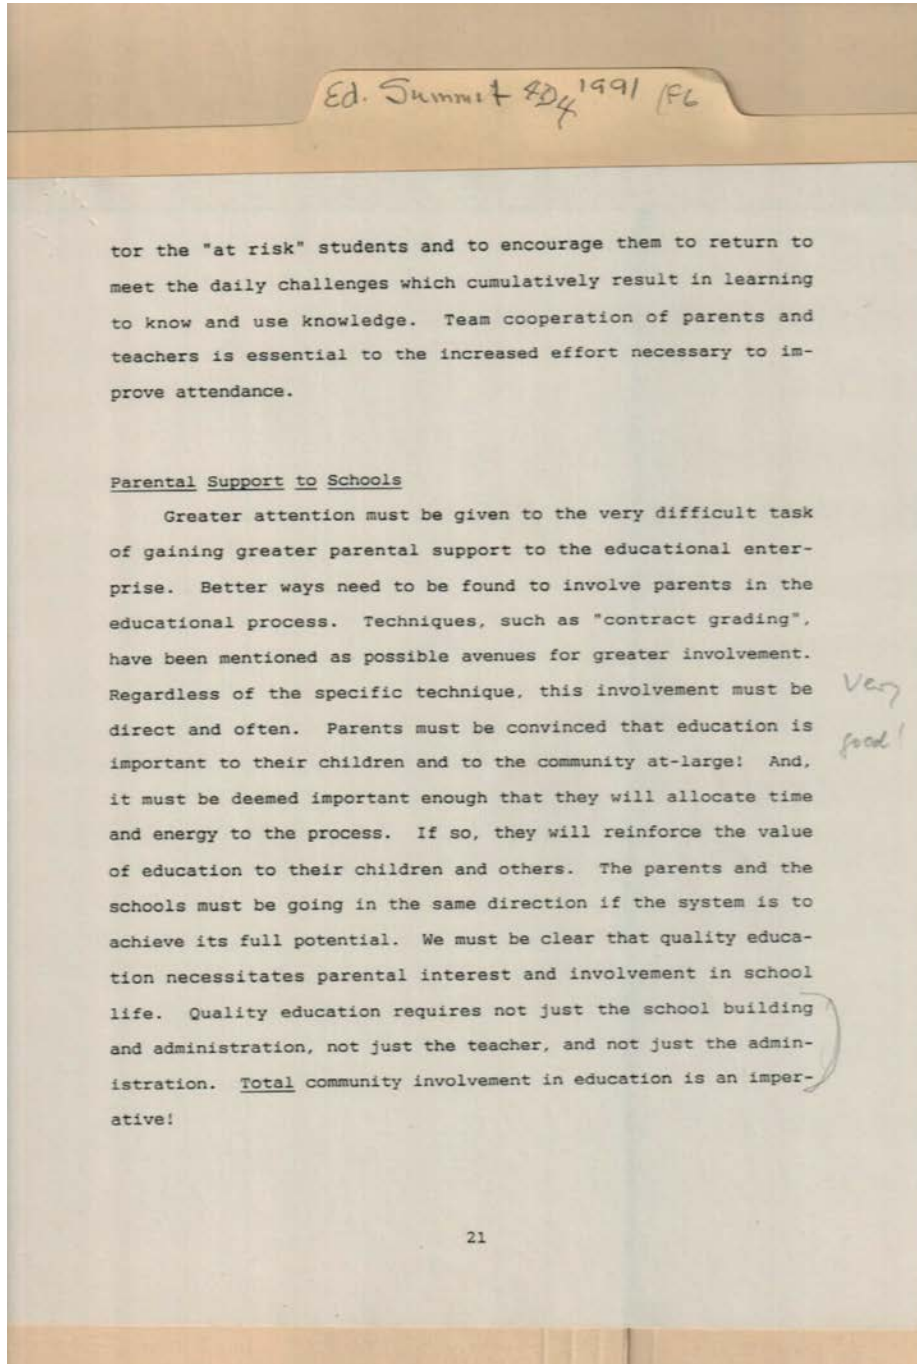 Ed. Summit 1991
tor the "at risk" students and to encourage them to return to
meet the daily challenges which cumulatively result in learning
to know and use knowledge. Team cooperation of parents and
teachers is essential to the increased effort necessary to im-
prove attendance.
Parental Support to Schools
Greater attention must be given to the very difficult task
of gaining greater parental support to the educational enter-
prise. Better ways need to be found to involve parents in the
educational process. Techniques, such as "contract grading",
have been mentioned as possible avenues for greater involvement.
Regardless of the specific technique, this involvement must be
direct and often. Parents must be convinced that education is
important to their children and to the community at-large! And,
it must be deemed important enough that they will allocate time
and energy to the process. If so, they will reinforce the value
of education to their children and others. The parents and the
schools must be going in the same direction if the system is to
achieve its full potential. We must be clear that quality educa-
tion necessitates parental interest and involvement in school
life. Quality education requires not just the school building
and administration, not just the teacher, and not just the admin-
istration. Total community involvement in education is an imper-
ative!
Very
good!
21